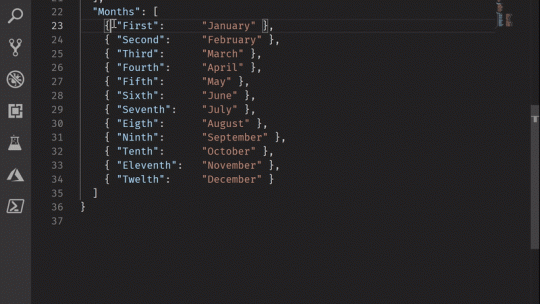 22 "Months": [
23 { "First": "January" },
24 { "Second": "February" },
25 { "Third": "March" },
26 { "Fourth": "April" },
27 { "Fifth": "May" },
28 { "Sixth": "June" },
29 { "Seventh": "July" },
30 { "Eigth": "August" },
31 { "Ninth": "September" },
32 { "Tenth": "October" },
33 { "Eleventh": "November" },
34 { "Twelth": "December" }
35 ]
36 }
37